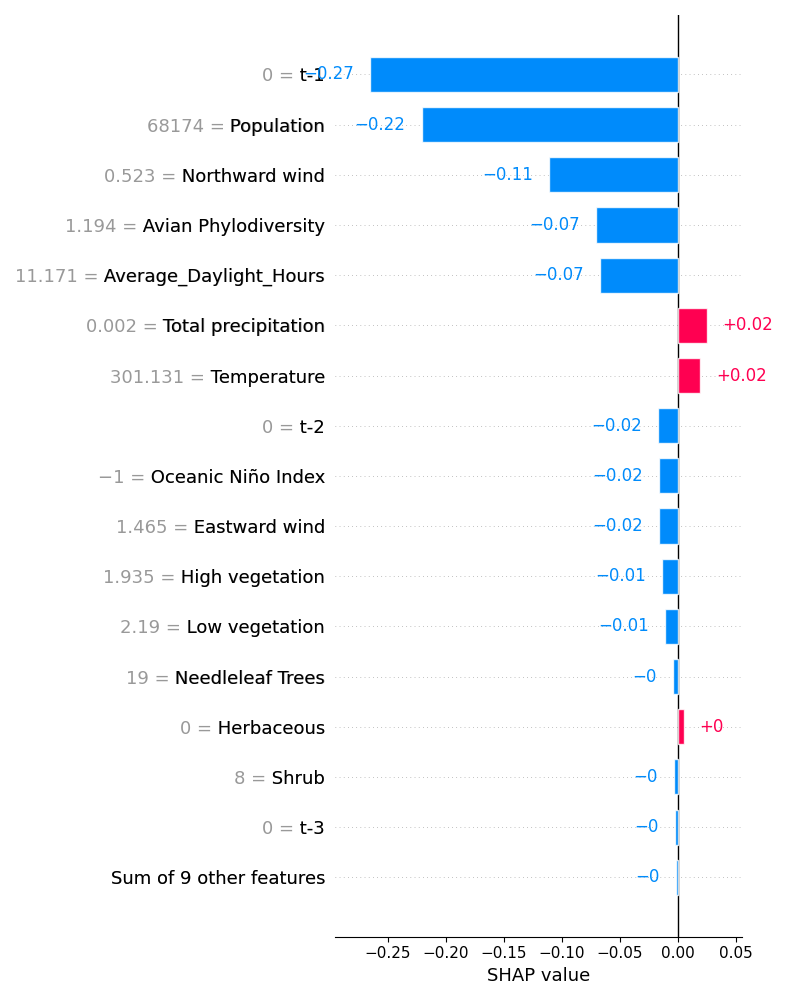 0 = t-1 −0.27
68174 = Population −0.22
0.523 = Northward wind −0.11
1.194 = Avian Phylodiversity −0.07
11.171 = Average_Daylight_Hours −0.07
0.002 = Total precipitation +0.02
301.131 = Temperature +0.02
0 = t-2 −0.02
−1 = Oceanic Niño Index −0.02
1.465 = Eastward wind −0.02
1.935 = High vegetation −0.01
2.19 = Low vegetation −0.01
19 = Needleleaf Trees −0
0 = Herbaceous +0
8 = Shrub −0
0 = t-3 −0
Sum of 9 other features −0
−0.25 −0.20 −0.15 −0.10 −0.05 0.00 0.05
SHAP value